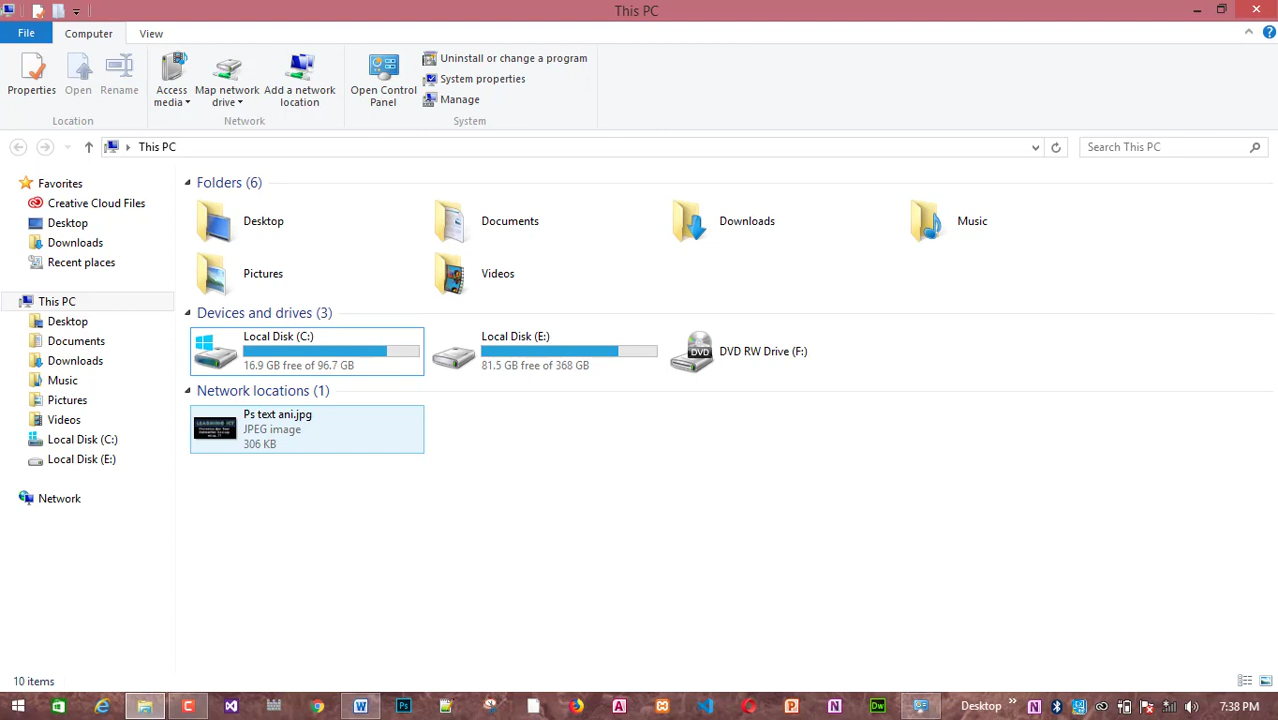 This PC
File Computer View
Properties Open Rename
Access media Map network drive Add a network location
Open Control Panel
Uninstall or change a program
System properties
Manage
Location Network System
This PC
Search This PC
Favorites
Creative Cloud Files
Desktop
Downloads
Recent places
This PC
Desktop
Documents
Downloads
Music
Pictures
Videos
Local Disk (C:)
Local Disk (E:)
Network
Folders (6)
Desktop Documents Downloads Music
Pictures Videos
Devices and drives (3)
Local Disk (C:)
16.9 GB free of 96.7 GB
Local Disk (E:)
81.5 GB free of 368 GB
DVD
DVD RW Drive (F:)
Network locations (1)
LEARNING ICT
Ps text ani.jpg
JPEG image
306 KB
10 items
Desktop
7:38 PM